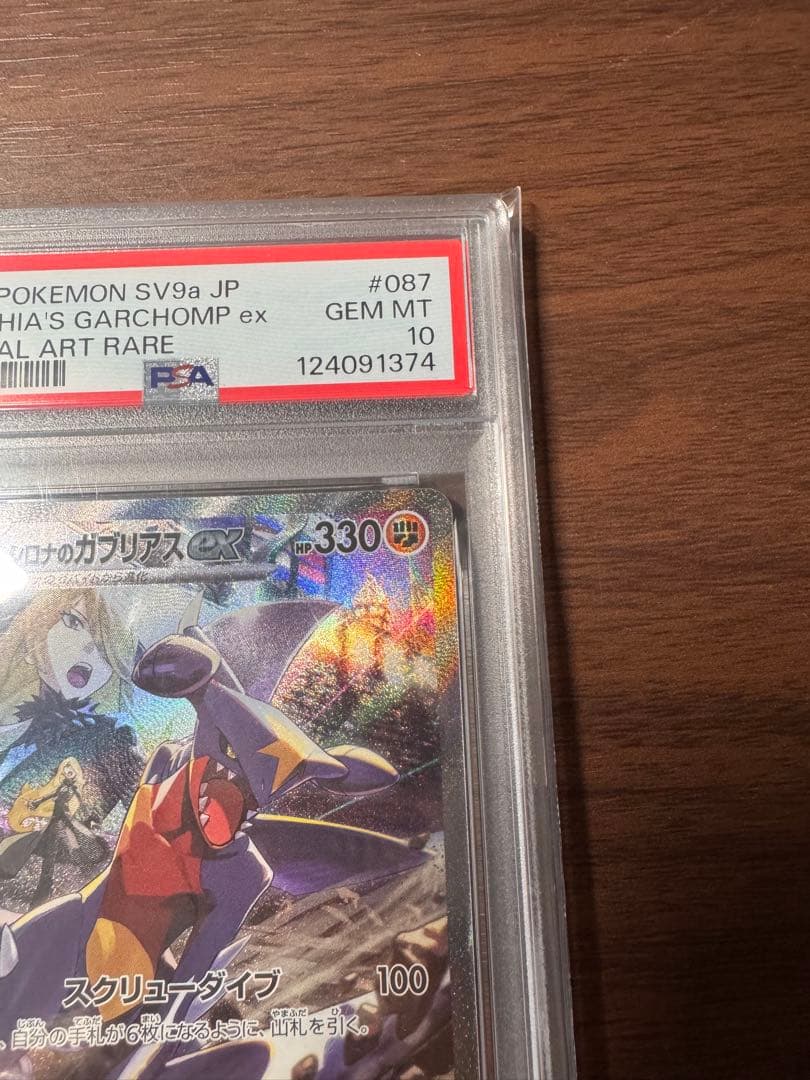 POKEMON SV9a JP #087
HIA'S GARCHOMP ex GEM MT
AL ART RARE 10
PSA 124091374
シロナのガブリアスex HP330
スクリューダイブ 100
、自分の手札が6枚になるように、山札を引く。